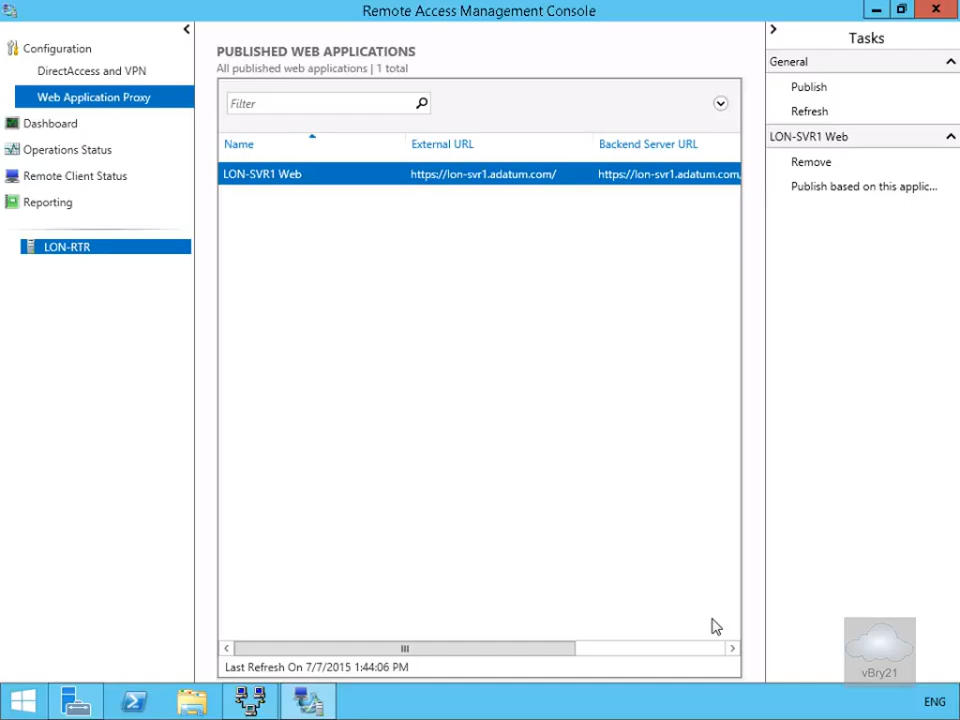 Remote Access Management Console
Configuration
DirectAccess and VPN
Web Application Proxy
Dashboard
Operations Status
Remote Client Status
Reporting
LON-RTR
PUBLISHED WEB APPLICATIONS
All published web applications | 1 total
Filter
Name External URL Backend Server URL
LON-SVR1 Web https://lon-svr1.adatum.com/ https://lon-svr1.adatum.com/
Last Refresh On 7/7/2015 1:44:06 PM
Tasks
General
Publish
Refresh
LON-SVR1 Web
Remove
Publish based on this applic...
vBry21
ENG